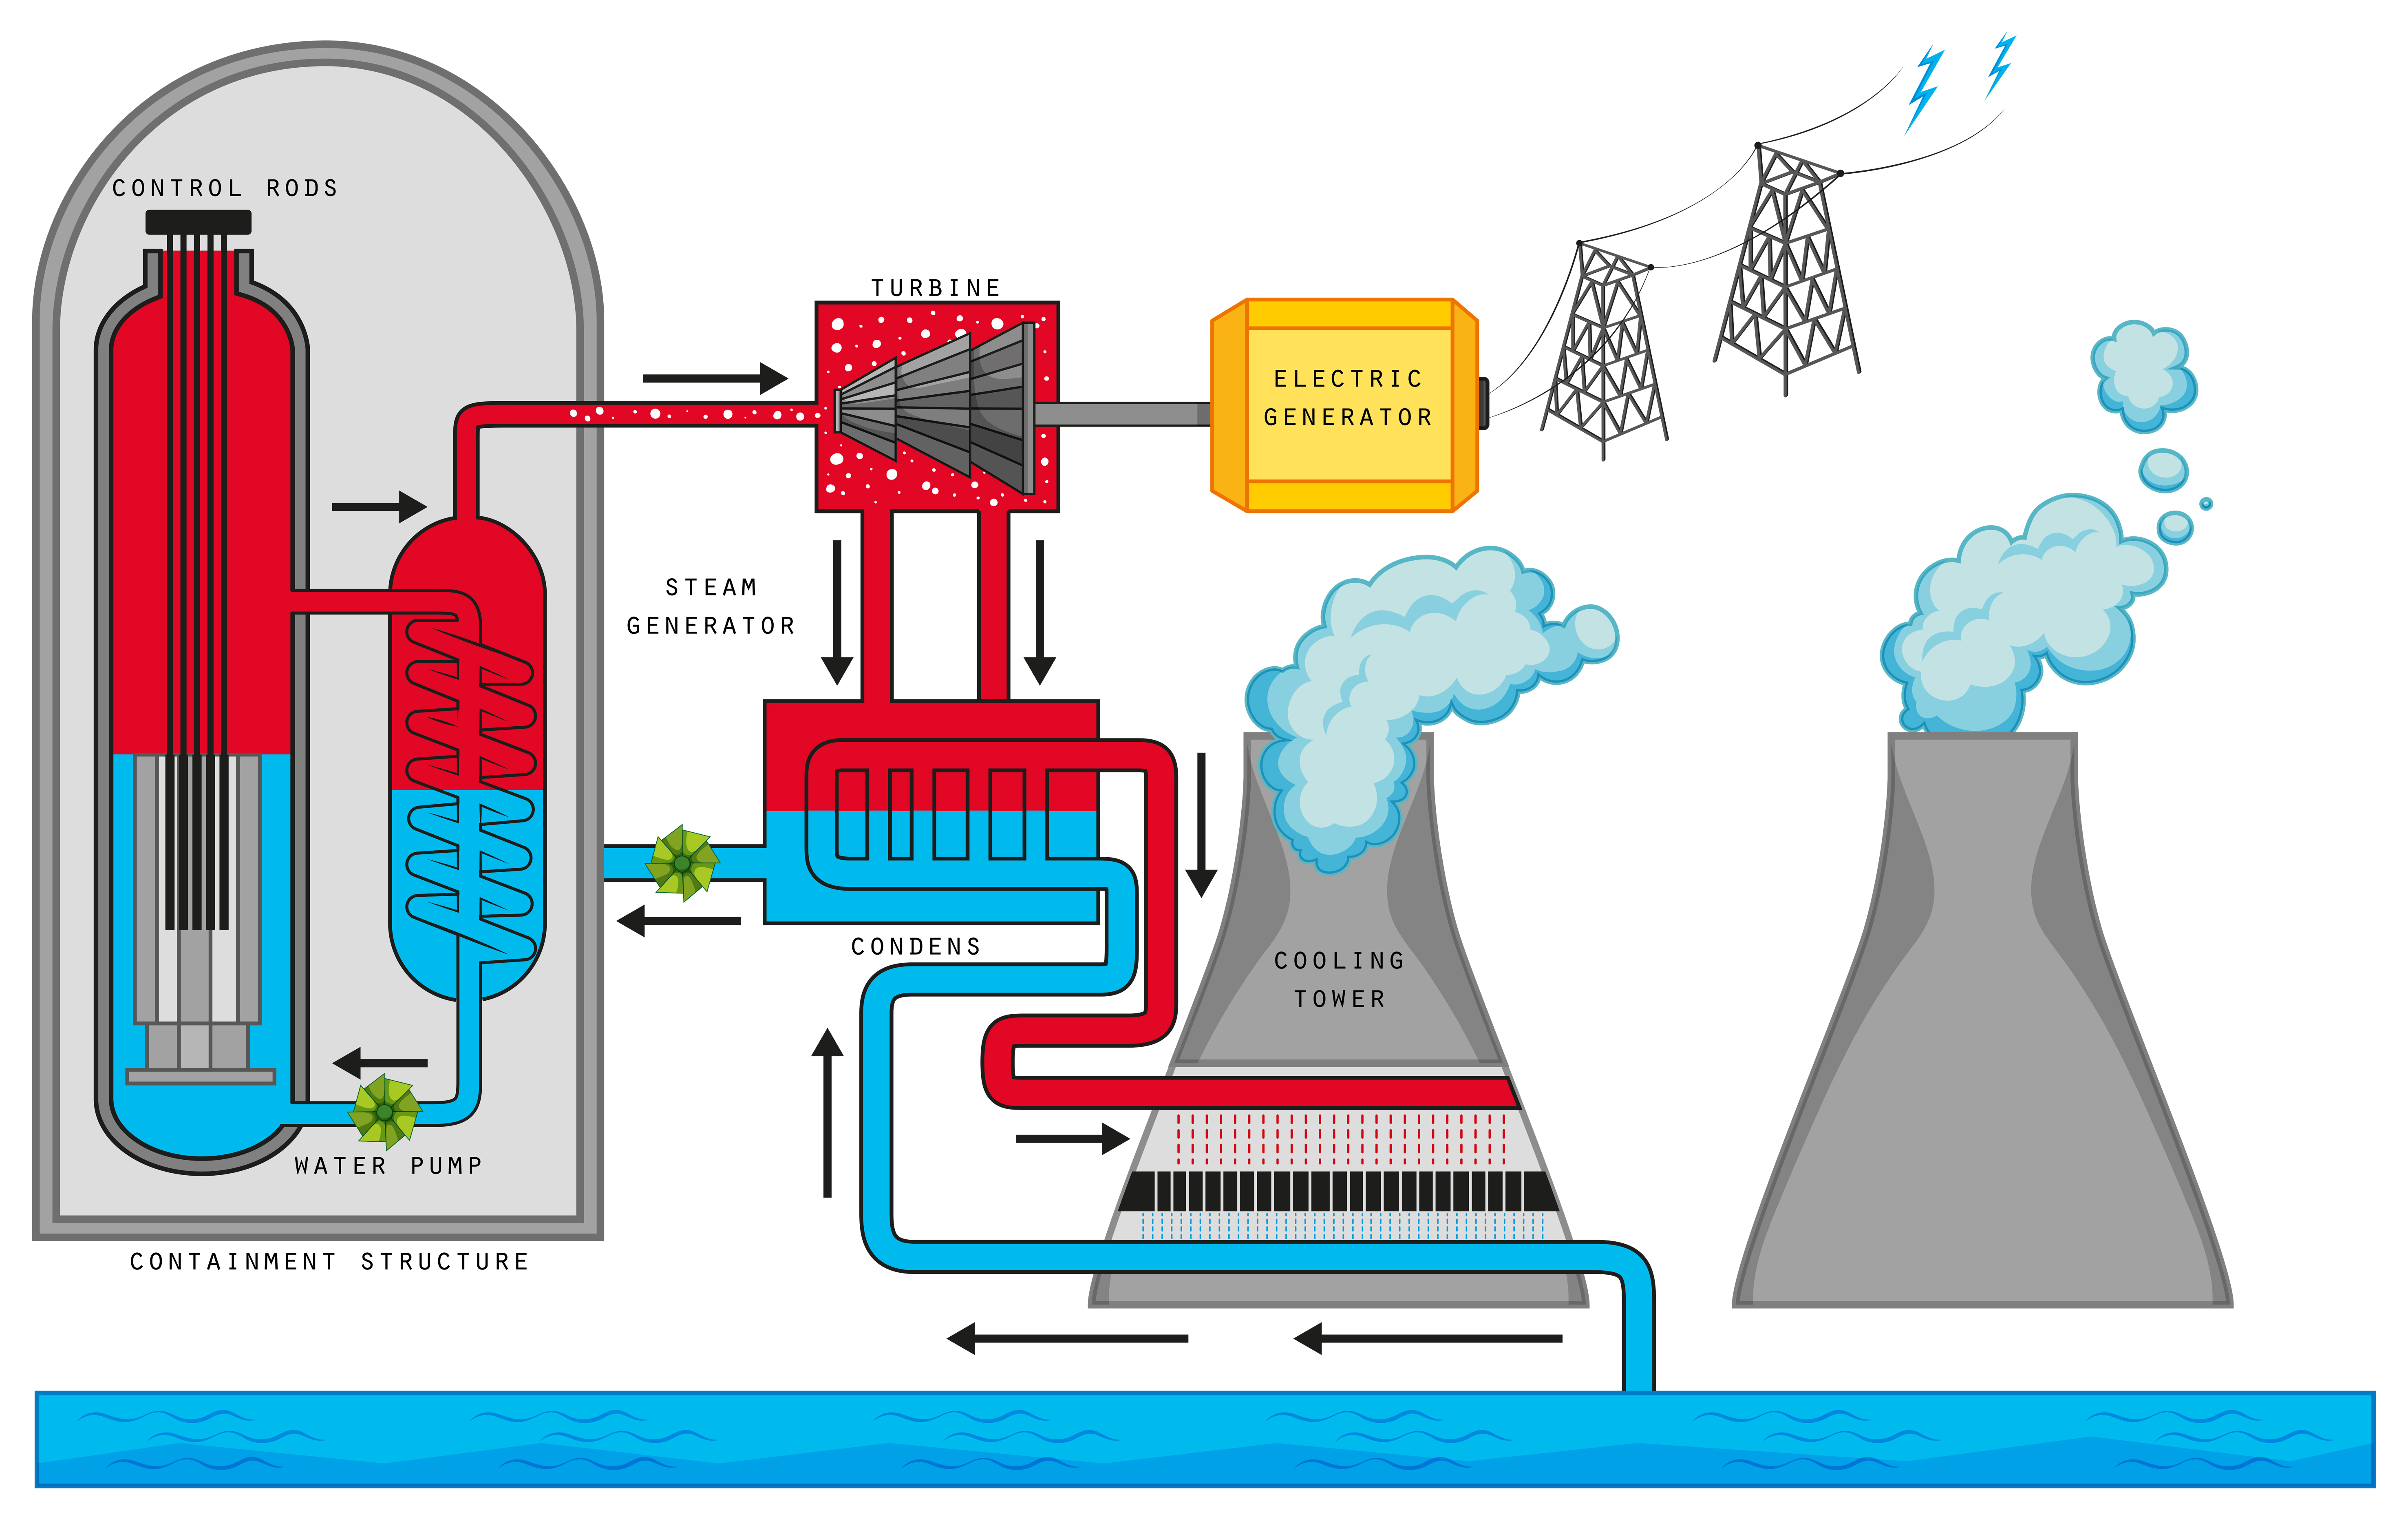 CONTROL RODS
TURBINE
ELECTRIC
GENERATOR
STEAM
GENERATOR
CONDENS
COOLING
TOWER
WATER PUMP
CONTAINMENT STRUCTURE